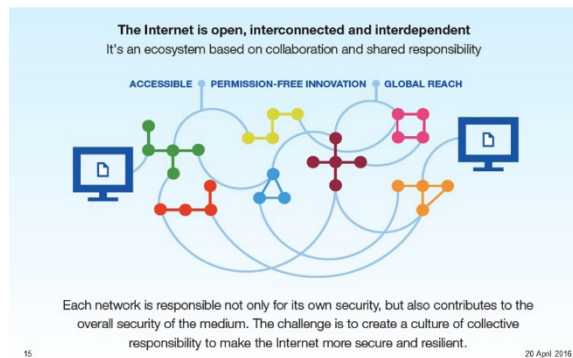 The Internet is open, interconnected and interdependent
It's an ecosystem based on collaboration and shared responsibility
ACCESSIBLE PERMISSION-FREE INNOVATION GLOBAL REACH
Each network is responsible not only for its own security, but also contributes to the
overall security of the medium. The challenge is to create a culture of collective
responsibility to make the Internet more secure and resilient.
15 20 April 2016